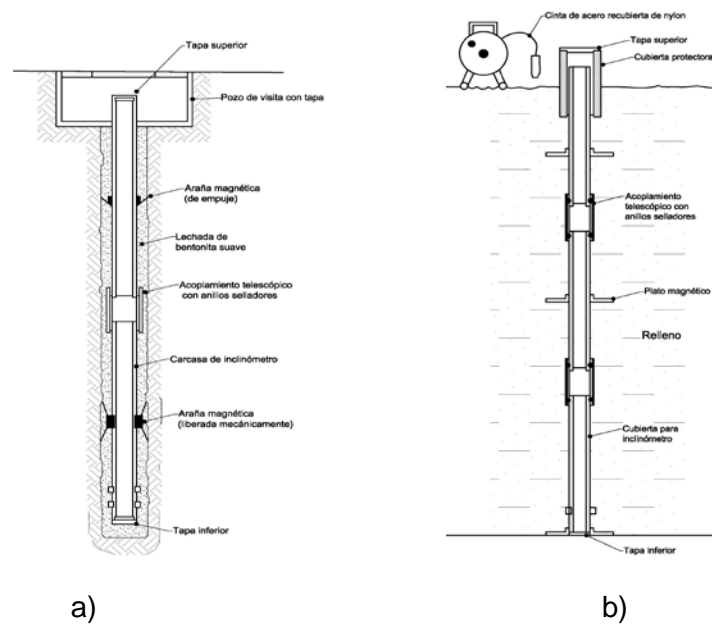 Tapa superior
Pozo de visita con tapa
Araña magnética
(de empuje)
Lechada de
bentonita suave
Acoplamiento telescópico
con anillos selladores
Carcasa de inclinómetro
Araña magnética
(liberada mecánicamente)
Tapa inferior
a)
Cinta de acero recubierta de nylon
Tapa superior
Cubierta protectora
Acoplamiento
telescópico con
anillos selladores
Plato magnético
Relleno
Cubierta para
inclinómetro
Tapa inferior
b)